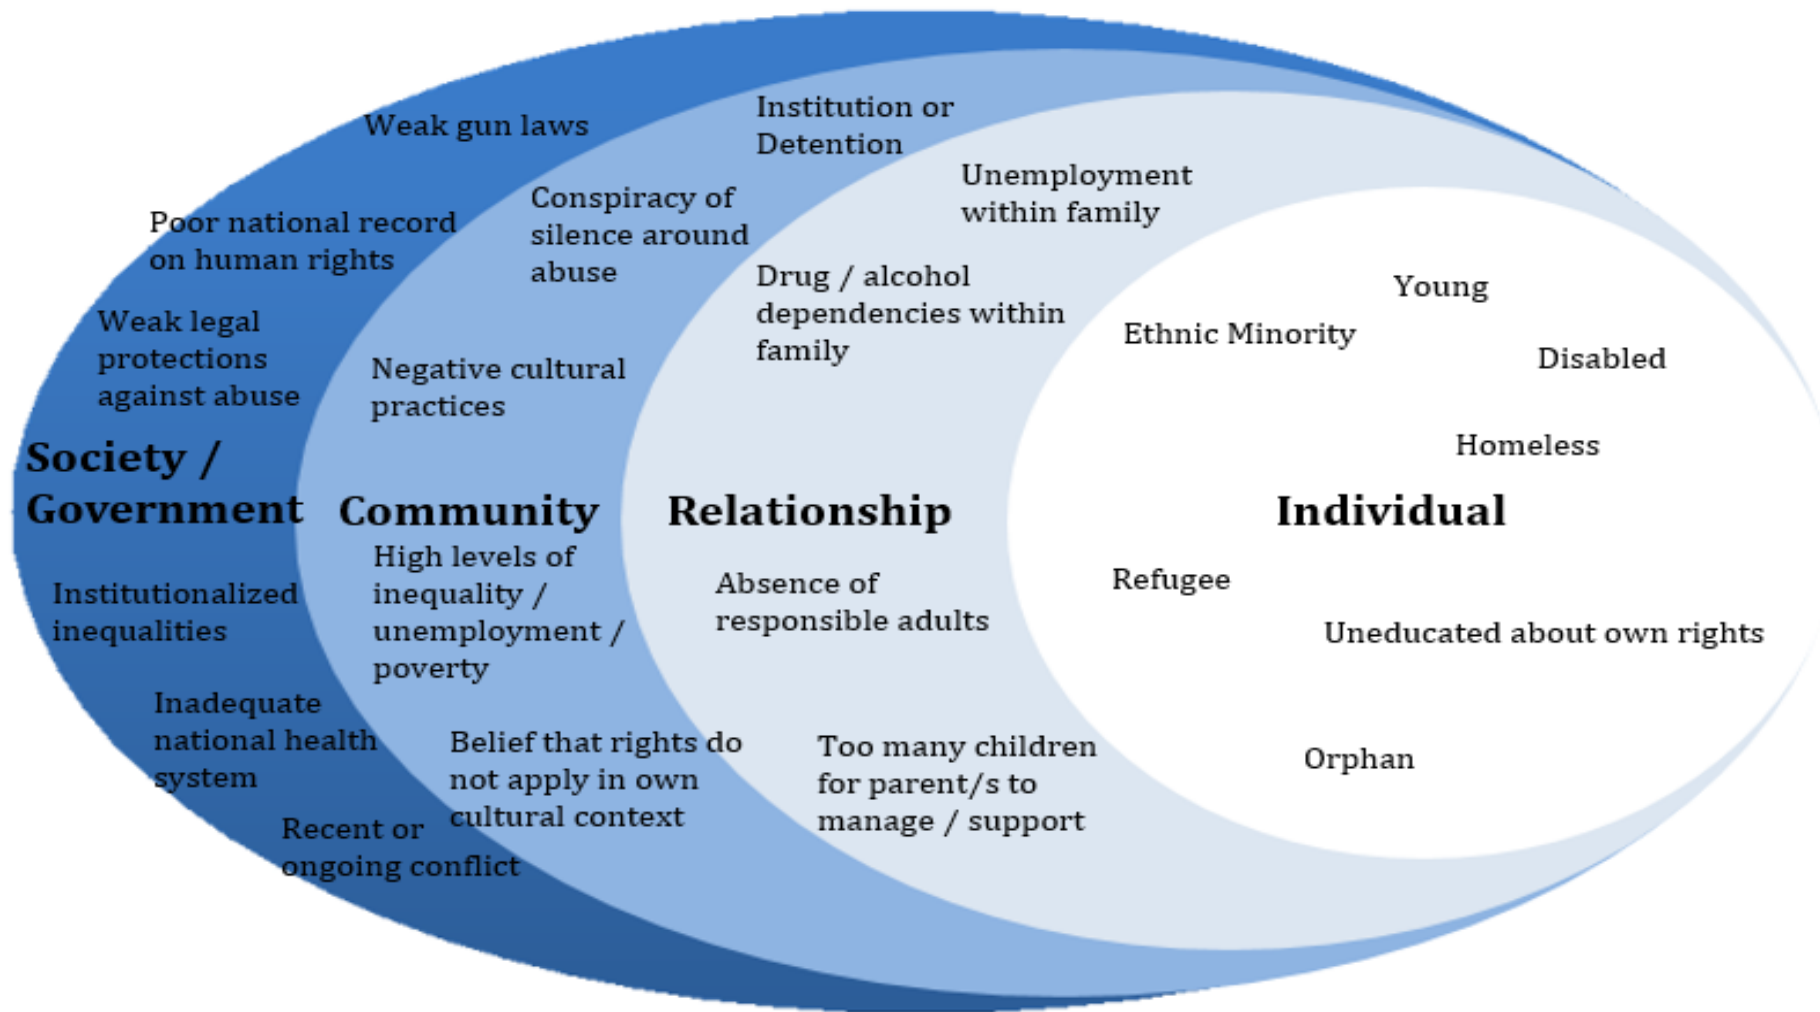 Weak gun laws
Poor national record
on human rights
Weak legal
protections
against abuse
Society /
Government
Institutionalized
inequalities
Inadequate
national health
system
Recent or
ongoing conflict
Institution or
Detention
Conspiracy of
silence around
abuse
Negative cultural
practices
Community
High levels of
inequality /
unemployment /
poverty
Belief that rights do
not apply in own
cultural context
Unemployment
within family
Drug / alcohol
dependencies within
family
Relationship
Absence of
responsible adults
Too many children
for parent/s to
manage / support
Young
Ethnic Minority
Disabled
Homeless
Individual
Refugee
Uneducated about own rights
Orphan